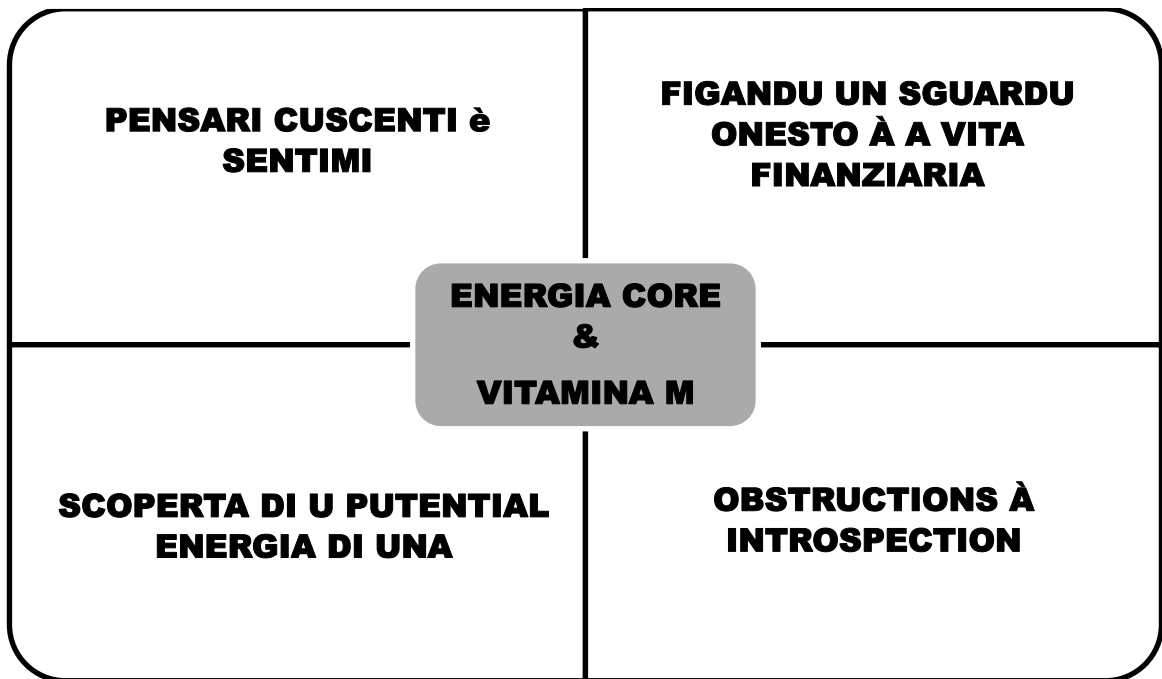 PENSARI CUSCENTI è
SENTIMI
FIGANDU UN SGUARDU
ONESTO À A VITA
FINANZIARIA
ENERGIA CORE
&
VITAMINA M
SCOPERTA DI U PUTENTIAL
ENERGIA DI UNA
OBSTRUCTIONS À
INTROSPECTION